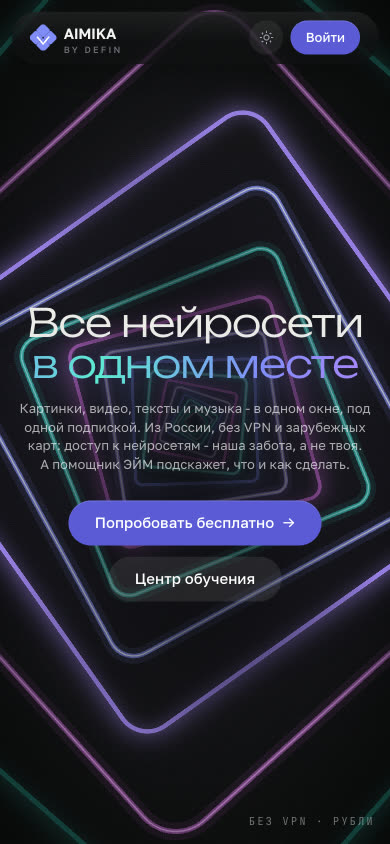 AIMIKA
BY DEFIN
Войти
Все нейросети
в одном месте
Картинки, видео, тексты и музыка - в одном окне, под
одной подпиской. Из России, без VPN и зарубежных
карт: доступ к нейросетям - наша забота, а не твоя.
А помощник ЭЙМ подскажет, что и как сделать.
Попробовать бесплатно →
Центр обучения
БЕЗ VPN · РУБЛИ